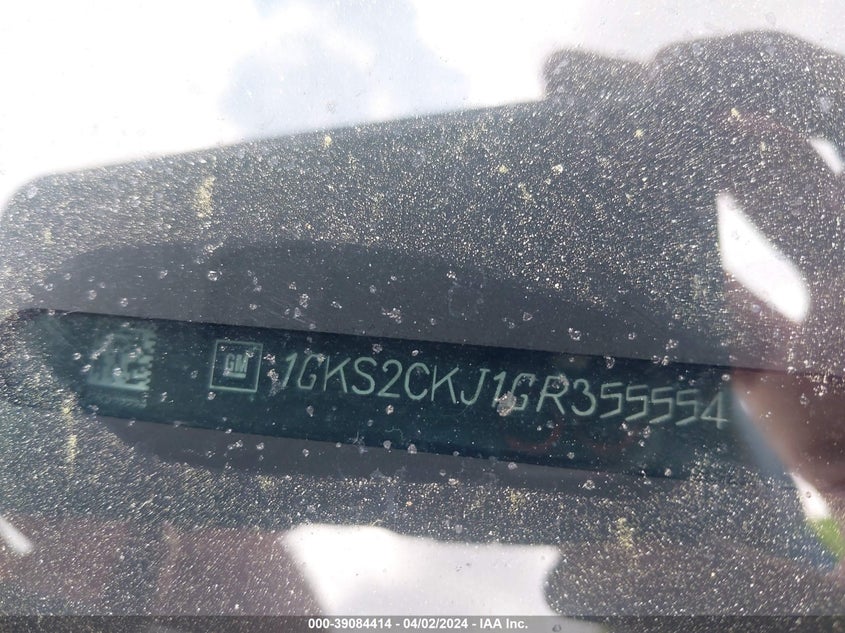 GM 1GKS2CKJ1GR355554
000-39084414 - 04/02/2024 - IAA Inc.